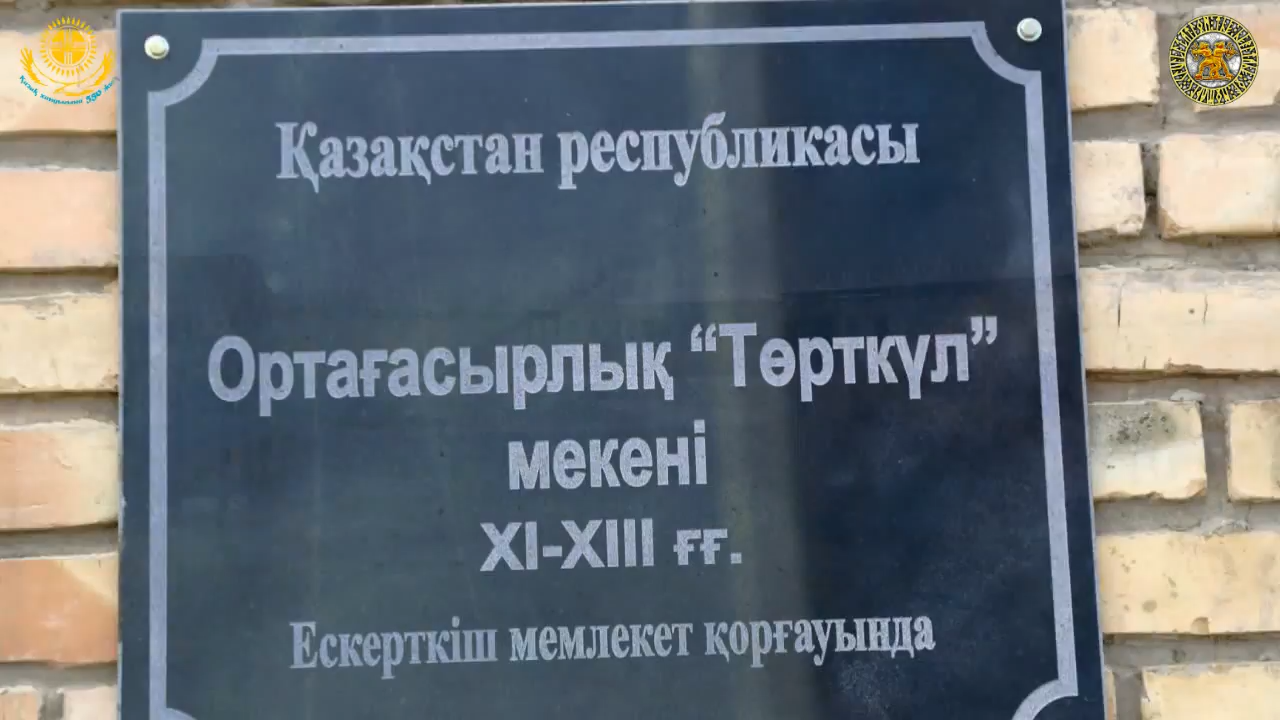 Қазақстан республикасы
Ортағасырлық “Төрткүл”
мекені
XI-XIII ғғ.
Ескерткіш мемлекет қорғауында